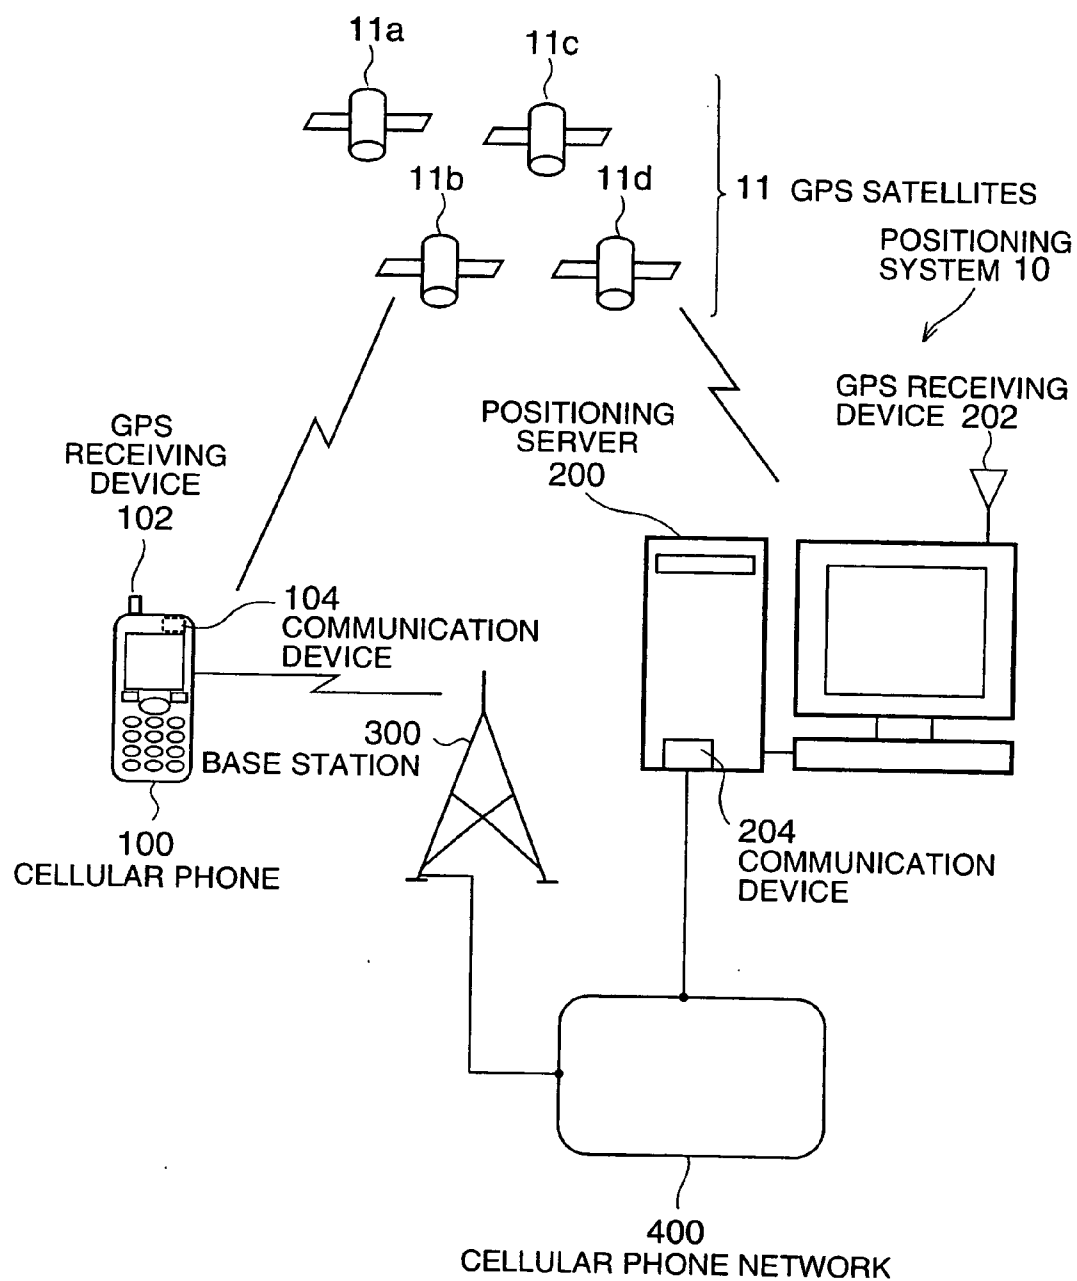 11a
11c
11b
11d
11 GPS SATELLITES
POSITIONING
SYSTEM 10
GPS RECEIVING
DEVICE 202
POSITIONING
SERVER
200
GPS
RECEIVING
DEVICE
102
104
COMMUNICATION
DEVICE
300
BASE STATION
100
CELLULAR PHONE
204
COMMUNICATION
DEVICE
400
CELLULAR PHONE NETWORK